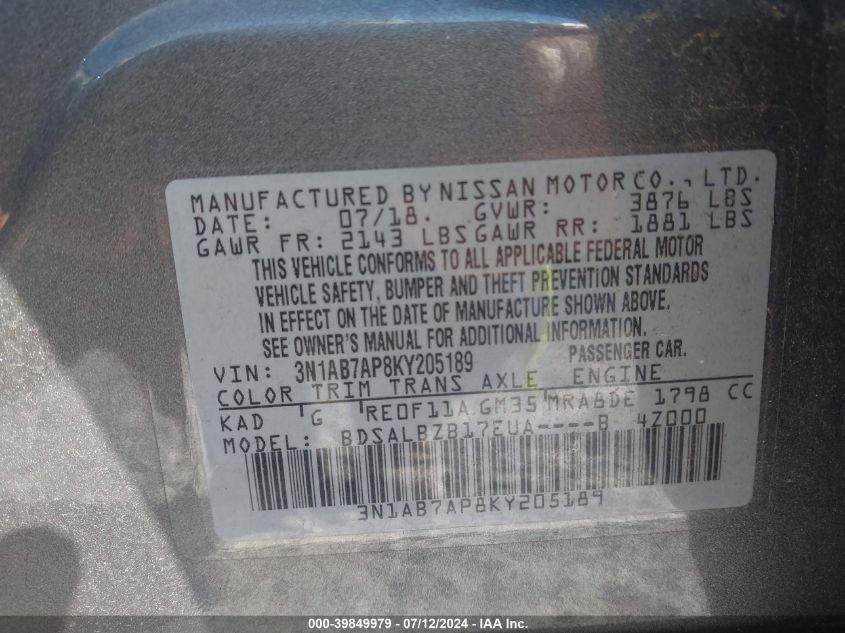 MANUFACTURED BY NISSAN MOTOR CO., LTD.
DATE: 07/18. GVWR: 3876 LBS
GAWR FR: 2143 LBS GAWR RR: 1881 LBS
THIS VEHICLE CONFORMS TO ALL APPLICABLE FEDERAL MOTOR
VEHICLE SAFETY, BUMPER AND THEFT PREVENTION STANDARDS
IN EFFECT ON THE DATE OF MANUFACTURE SHOWN ABOVE.
SEE OWNER'S MANUAL FOR ADDITIONAL INFORMATION.
VIN: 3N1AB7AP8KY205189 PASSENGER CAR.
COLOR TRIM TRANS AXLE ENGINE
KAD G RE0F11A GM35 MRA8DE 1798 CC
MODEL: BDSALBZB17EUA----B 4Z000
3N1AB7AP8KY205189
000-39849979 - 07/12/2024 - IAA Inc.